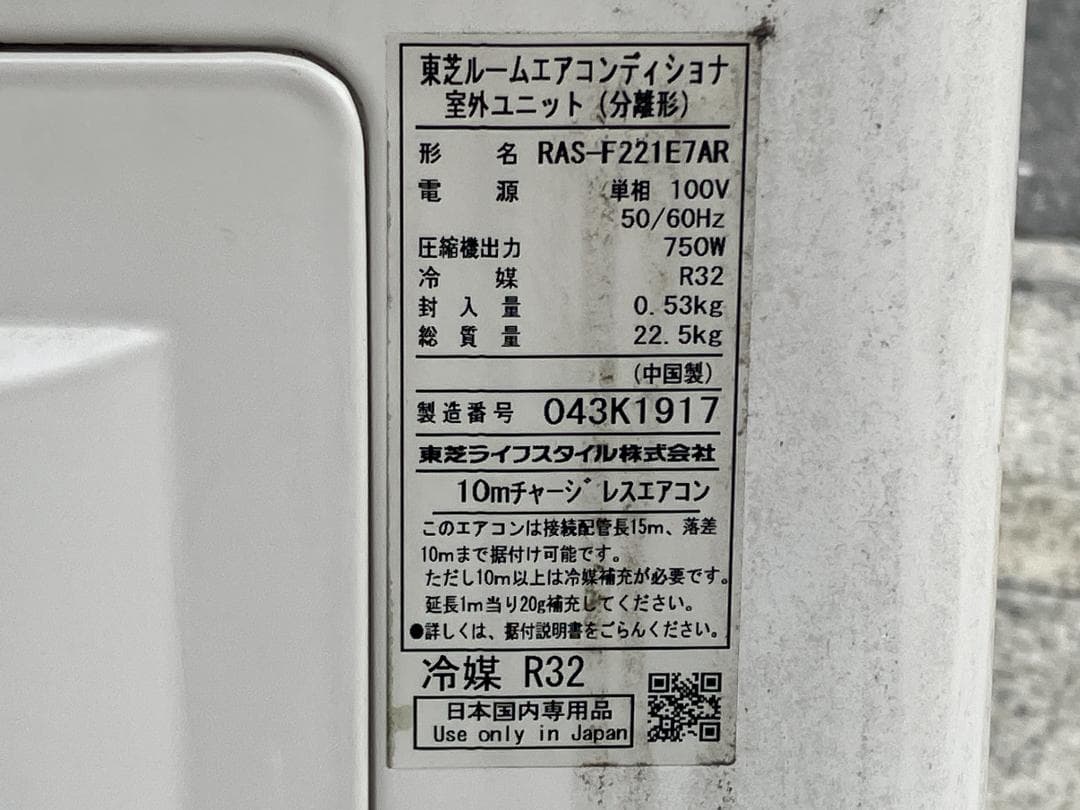 東芝ルームエアコンディショナ
室外ユニット（分離形）
形名 RAS-F221E7AR
電源 単相 100V
50/60Hz
圧縮機出力 750W
冷媒 R32
封入量 0.53kg
総質量 22.5kg
（中国製）
製造番号 043K1917
東芝ライフスタイル株式会社
10mチャージレスエアコン
このエアコンは接続配管長15m、落差
10mまで据付け可能です。
ただし10m以上は冷媒補充が必要です。
延長1m当り20g補充してください。
●詳しくは、据付説明書をごらんください。
冷媒 R32
日本国内専用品
Use only in Japan